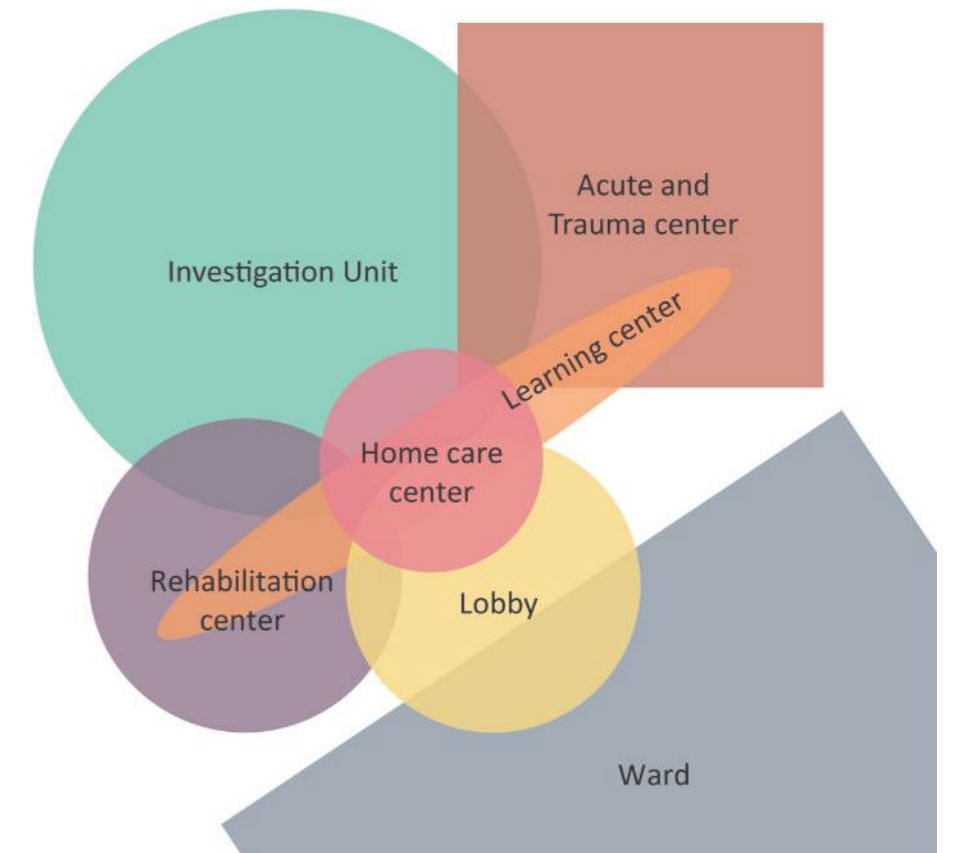 Acute and
Trauma center
Investigation Unit
Learning center
Home care
center
Rehabilitation
center
Lobby
Ward